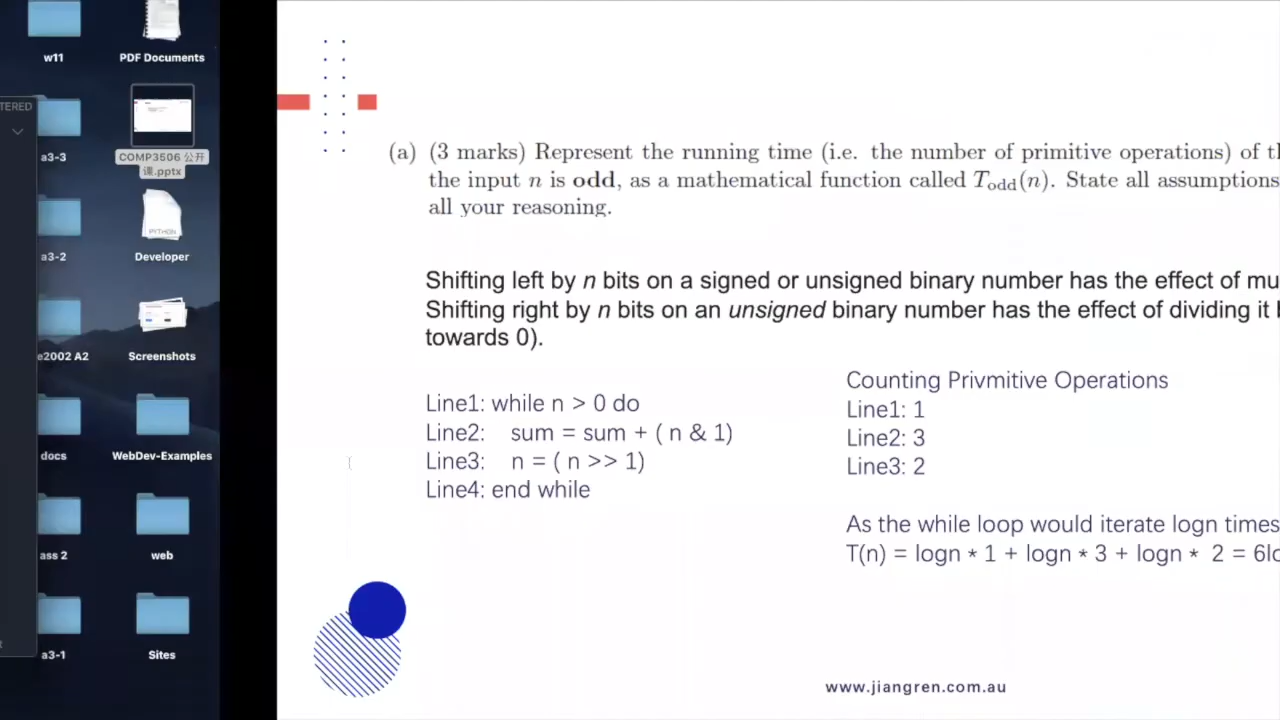 w11
PDF Documents
TERED
a3-3
COMP3506 公开
课.pptx
PYTHON
a3-2
Developer
e2002 A2
Screenshots
docs
WebDev-Examples
ass 2
web
a3-1
Sites
(a) (3 marks) Represent the running time (i.e. the number of primitive operations) of th
the input n is odd, as a mathematical function called Todd(n). State all assumptions
all your reasoning.
Shifting left by n bits on a signed or unsigned binary number has the effect of mu
Shifting right by n bits on an unsigned binary number has the effect of dividing it b
towards 0).
Line1: while n > 0 do
Line2: sum = sum + ( n & 1)
Line3: n = ( n >> 1)
Line4: end while
Counting Privmitive Operations
Line1: 1
Line2: 3
Line3: 2
As the while loop would iterate logn times
T(n) = logn * 1 + logn * 3 + logn * 2 = 6lo
www.jiangren.com.au